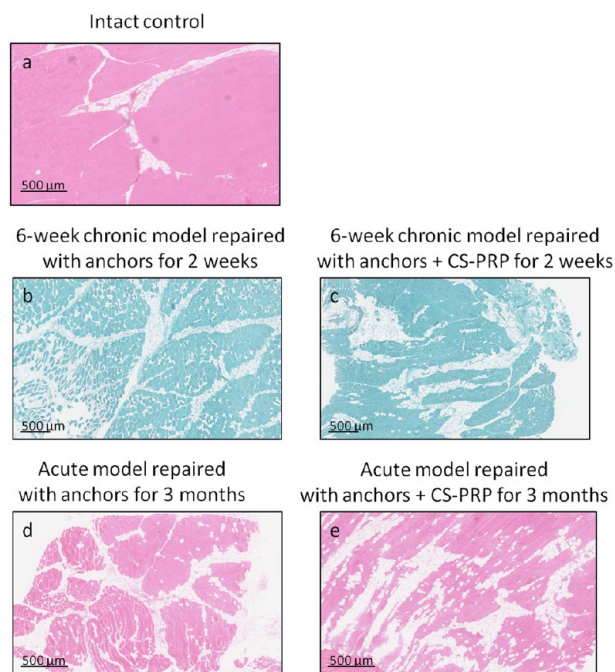 Intact control
a
500 µm
6-week chronic model repaired
with anchors for 2 weeks
6-week chronic model repaired
with anchors + CS-PRP for 2 weeks
b
500 µm
c
500 µm
Acute model repaired
with anchors for 3 months
Acute model repaired
with anchors + CS-PRP for 3 months
d
500 µm
e
500 µm